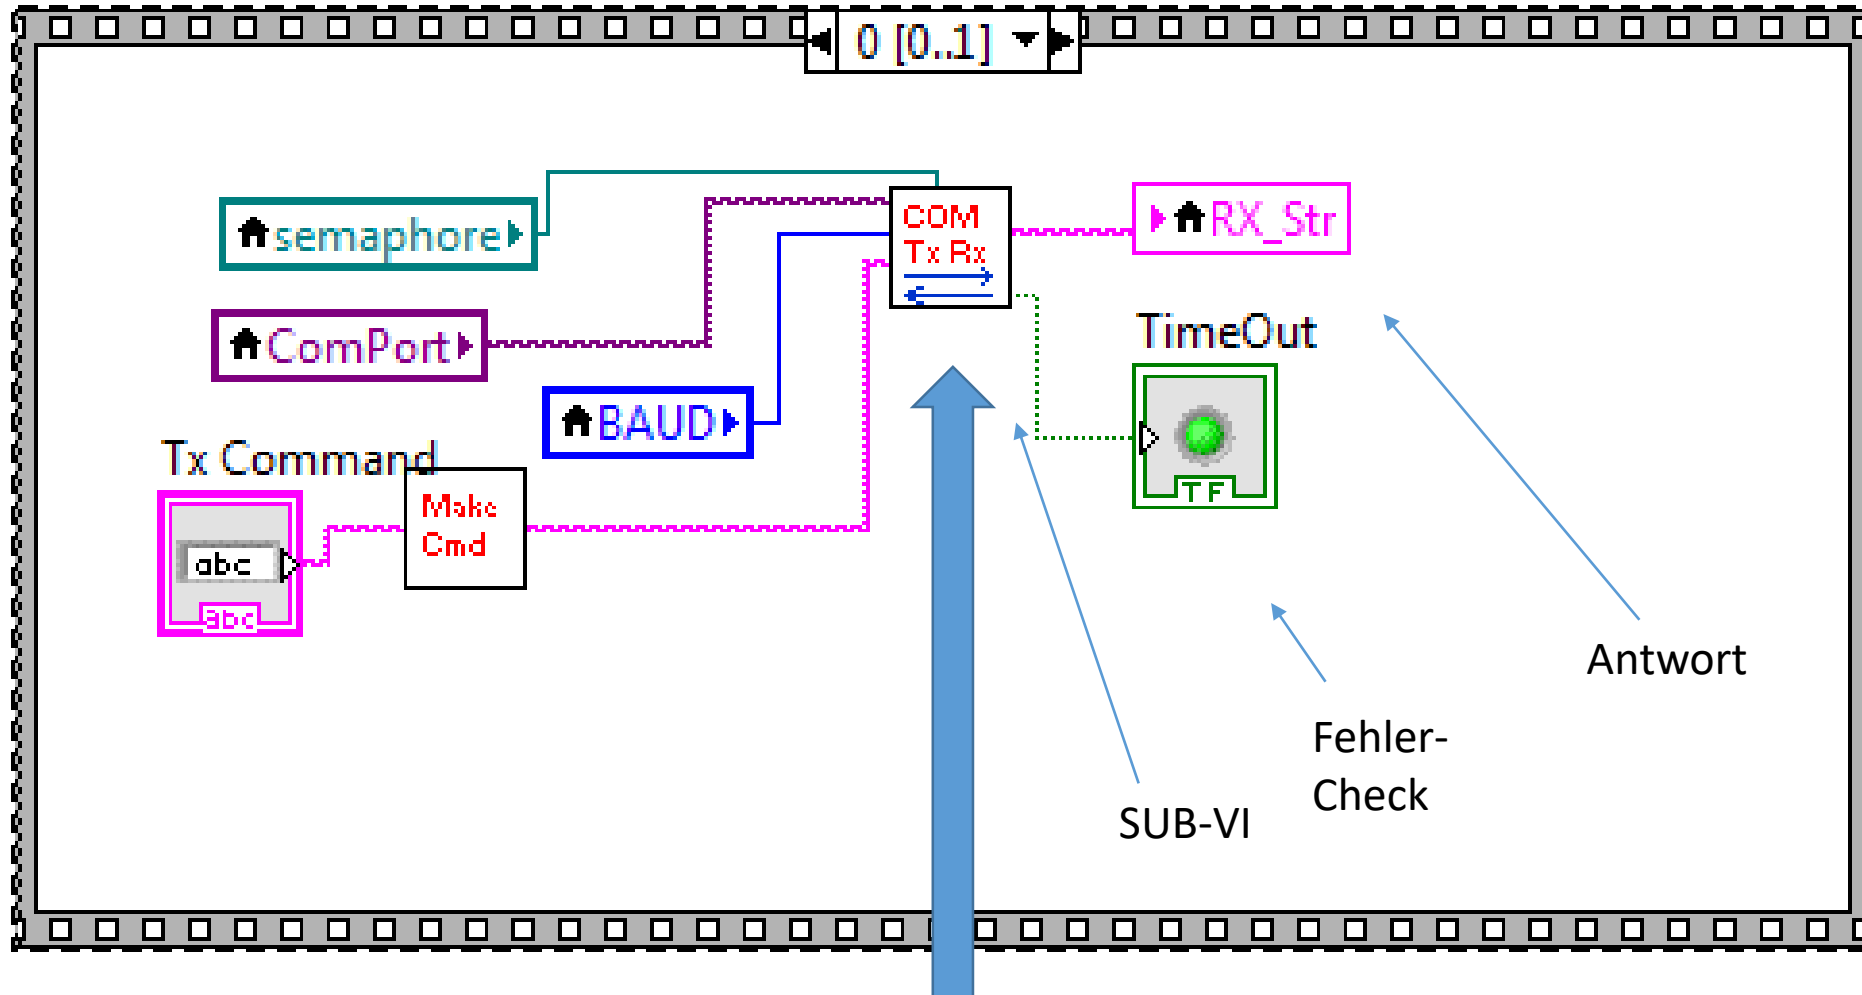 0 [0..1]
semaphore
COM
Tx Rx
RX_Str
ComPort
TimeOut
BAUD
Tx Command
Make
Cmd
abc
abc
TF
Antwort
Fehler-
Check
SUB-VI